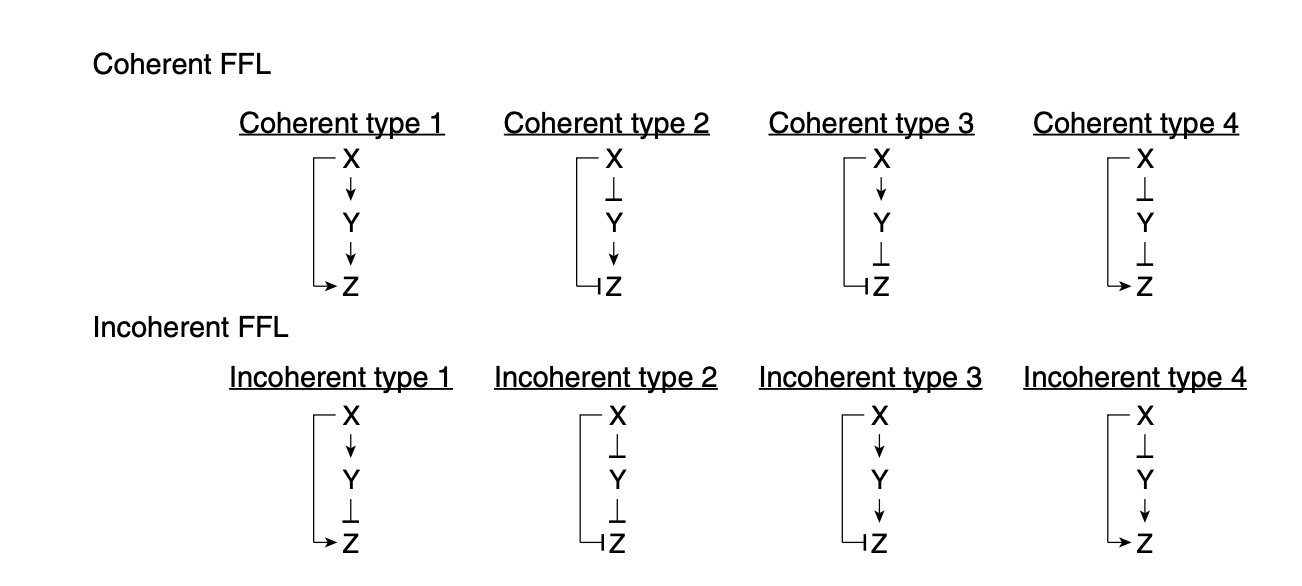 Coherent FFL
Coherent type 1 Coherent type 2 Coherent type 3 Coherent type 4
X X X X
Y Y Y Y
Z Z Z Z
Incoherent FFL
Incoherent type 1 Incoherent type 2 Incoherent type 3 Incoherent type 4
X X X X
Y Y Y Y
Z Z Z Z